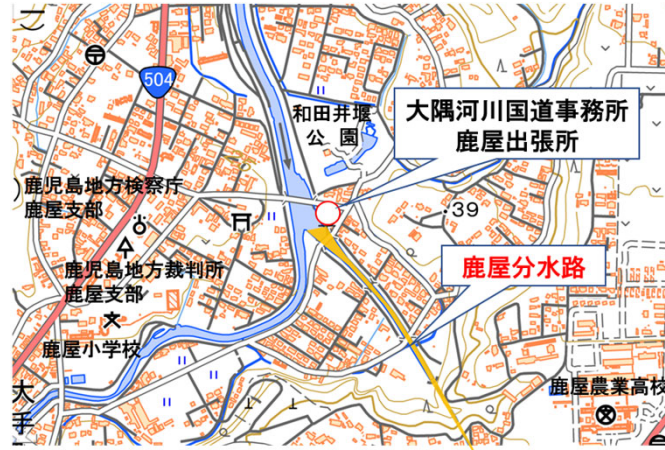 504
和田井堰
公園
大隅河川国道事務所
鹿屋出張所
鹿児島地方検察庁
鹿屋支部
39
鹿児島地方裁判所
鹿屋支部
鹿屋分水路
鹿屋小学校
鹿屋農業高校
大手